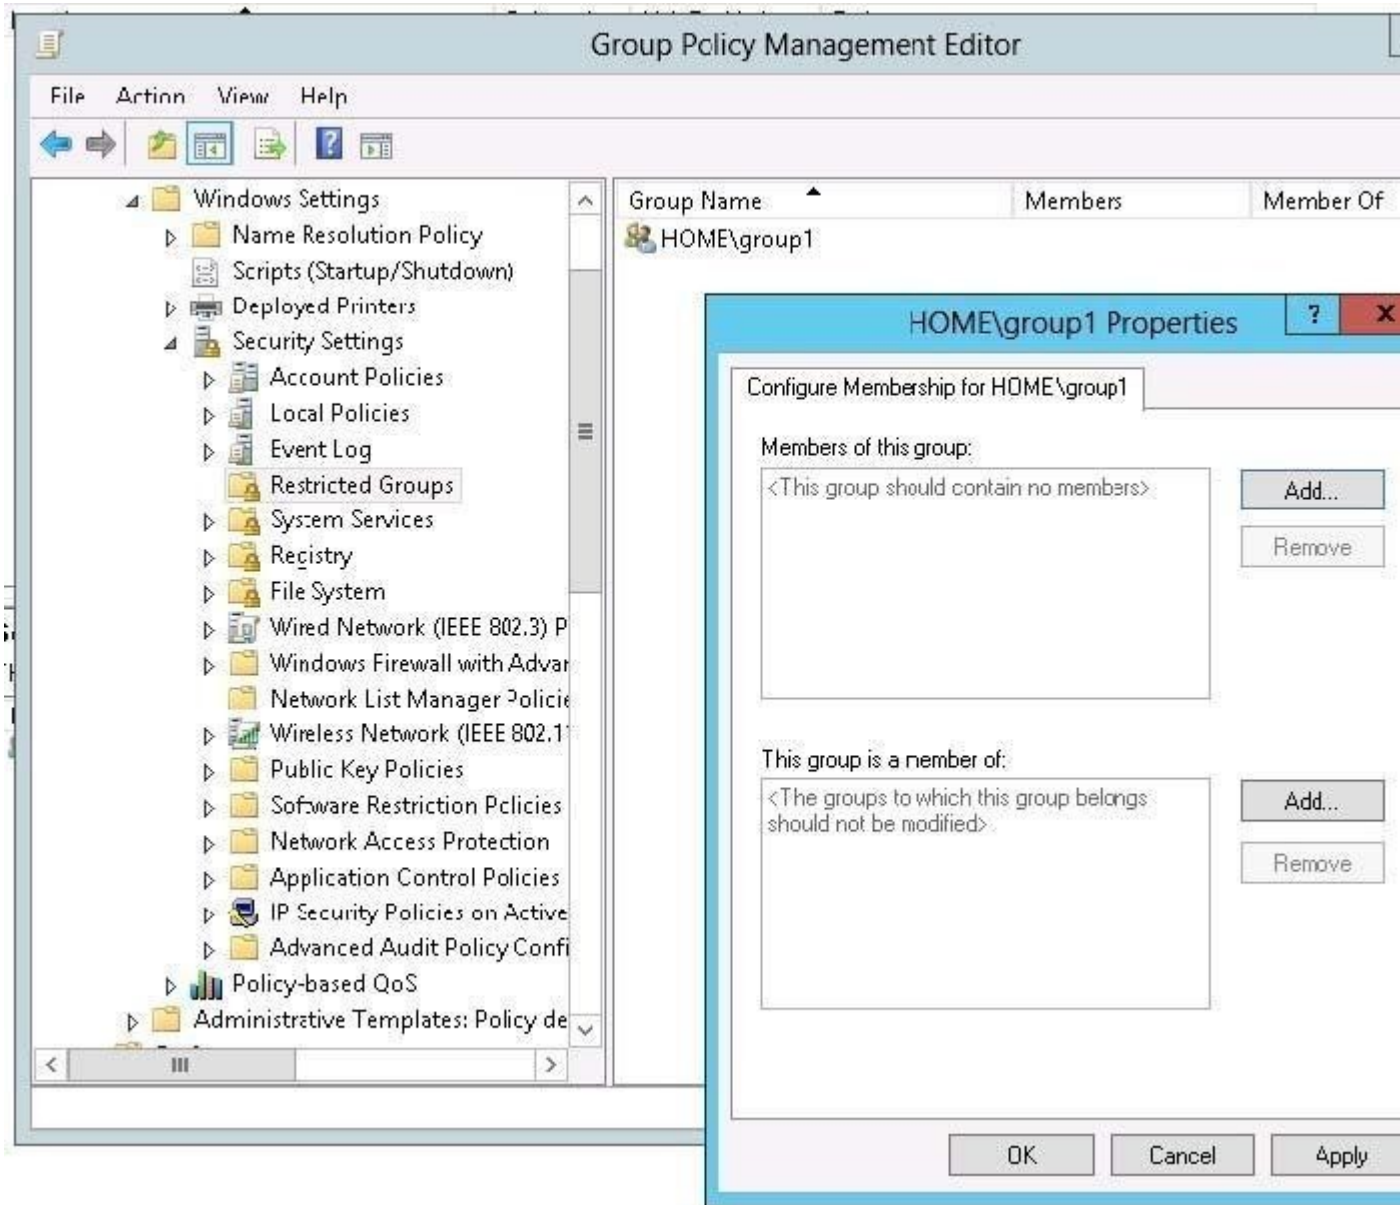 Group Policy Management Editor
File Action View Help
Windows Settings
Name Resolution Policy
Scripts (Startup/Shutdown)
Deployed Printers
Security Settings
Account Policies
Local Policies
Event Log
Restricted Groups
System Services
Registry
File System
Wired Network (IEEE 802.3) P
Windows Firewall with Advan
Network List Manager Policie
Wireless Network (IEEE 802.11
Public Key Policies
Software Restriction Policies
Network Access Protection
Application Control Policies
IP Security Policies on Active
Advanced Audit Policy Confi
Policy-based QoS
Administrative Templates: Policy de
Group Name Members Member Of
HOME\group1
HOME\group1 Properties
Configure Membership for HOME\group1
Members of this group:
<This group should contain no members>
Add...
Remove
This group is a member of:
<The groups to which this group belongs
should not be modified>
Add...
Remove
OK Cancel Apply